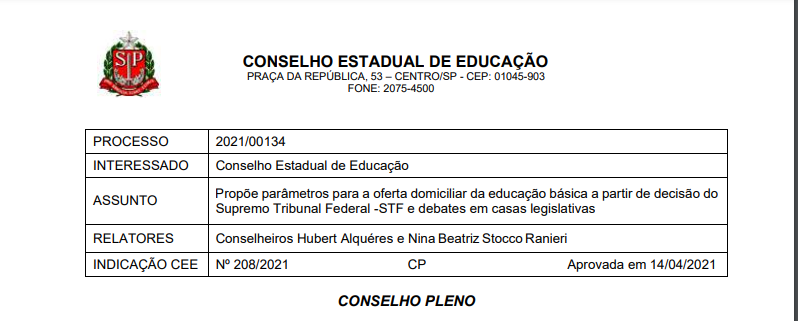 SP
CONSELHO ESTADUAL DE EDUCAÇÃO
PRAÇA DA REPÚBLICA, 53 – CENTRO/SP - CEP: 01045-903
FONE: 2075-4500
PROCESSO 2021/00134
INTERESSADO Conselho Estadual de Educação
ASSUNTO Propõe parâmetros para a oferta domiciliar da educação básica a partir de decisão do
Supremo Tribunal Federal -STF e debates em casas legislativas
RELATORES Conselheiros Hubert Alquéres e Nina Beatriz Stocco Ranieri
INDICAÇÃO CEE Nº 208/2021 CP Aprovada em 14/04/2021
CONSELHO PLENO